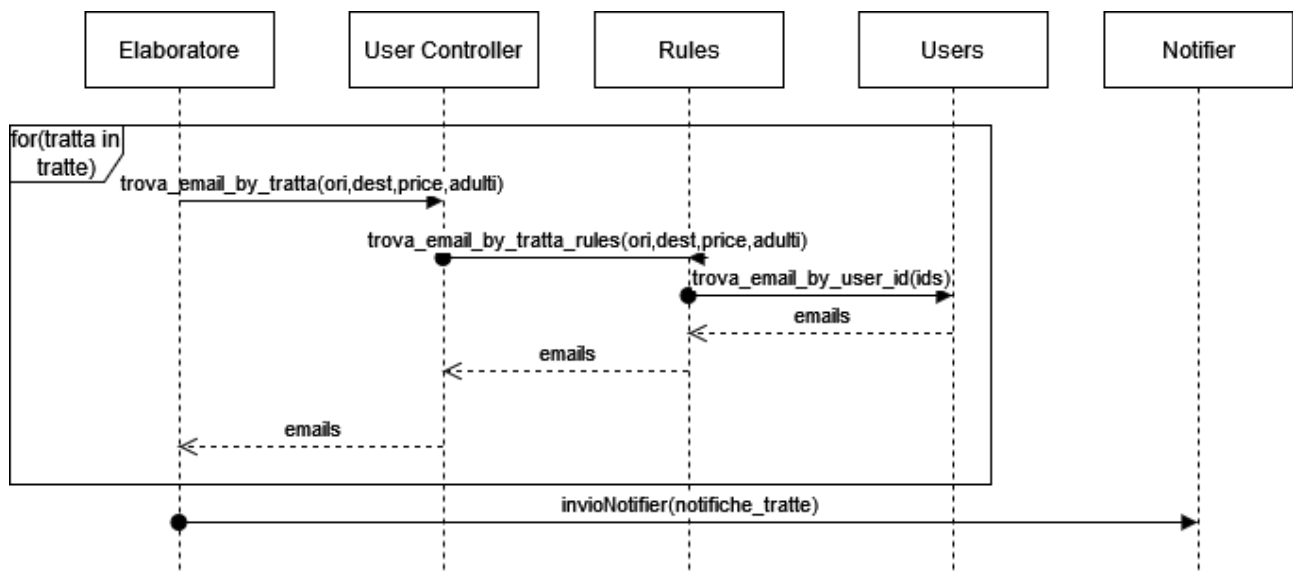 Elaboratore
User Controller
Rules
Users
Notifier
for(tratta in
tratte)
trova_email_by_tratta(ori,dest,price,adulti)
trova_email_by_tratta_rules(ori,dest,price,adulti)
trova_email_by_user_id(ids)
emails
emails
emails
invioNotifier(notifiche_tratte)